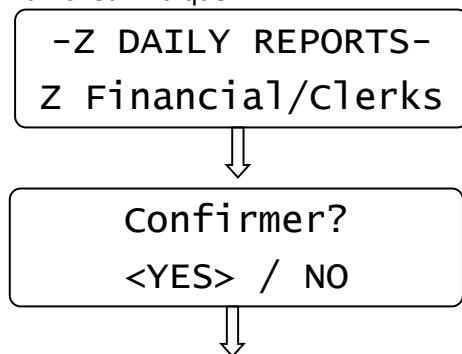 -Z DAILY REPORTS-
Z Financial/Clerks
Confirmer?
<YES> / NO